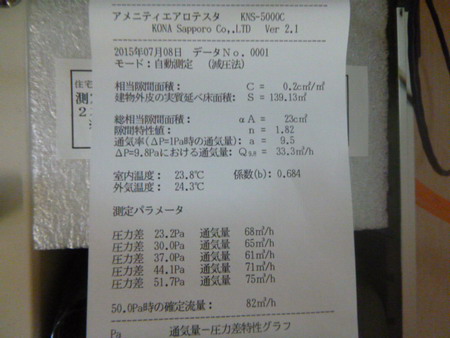 アメニティエアロテスタ KNS-5000C
KONA Sapporo Co,.LTD Ver 2.1
2015年07月08日 データNo. 0001
モード：自動測定 （減圧法）
相当隙間面積： C = 0.2c㎡/㎡
建物外皮の実質延べ床面積： S = 139.13㎡
総相当隙間面積： αA = 23c㎡
隙間特性値： n = 1.82
通気率(ΔP=1Pa時の通気量)： a = 9.5
ΔP=9.8Paにおける通気量： Q9.8 = 33.3㎥/h
室内温度： 23.8℃ 係数(b)： 0.684
外気温度： 24.3℃
測定パラメータ
圧力差 23.2Pa 通気量 68㎥/h
圧力差 30.0Pa 通気量 65㎥/h
圧力差 37.0Pa 通気量 61㎥/h
圧力差 44.1Pa 通気量 71㎥/h
圧力差 51.7Pa 通気量 75㎥/h
50.0Pa時の確定流量： 82㎥/h
Pa 通気量－圧力差特性グラフ
住宅
測定